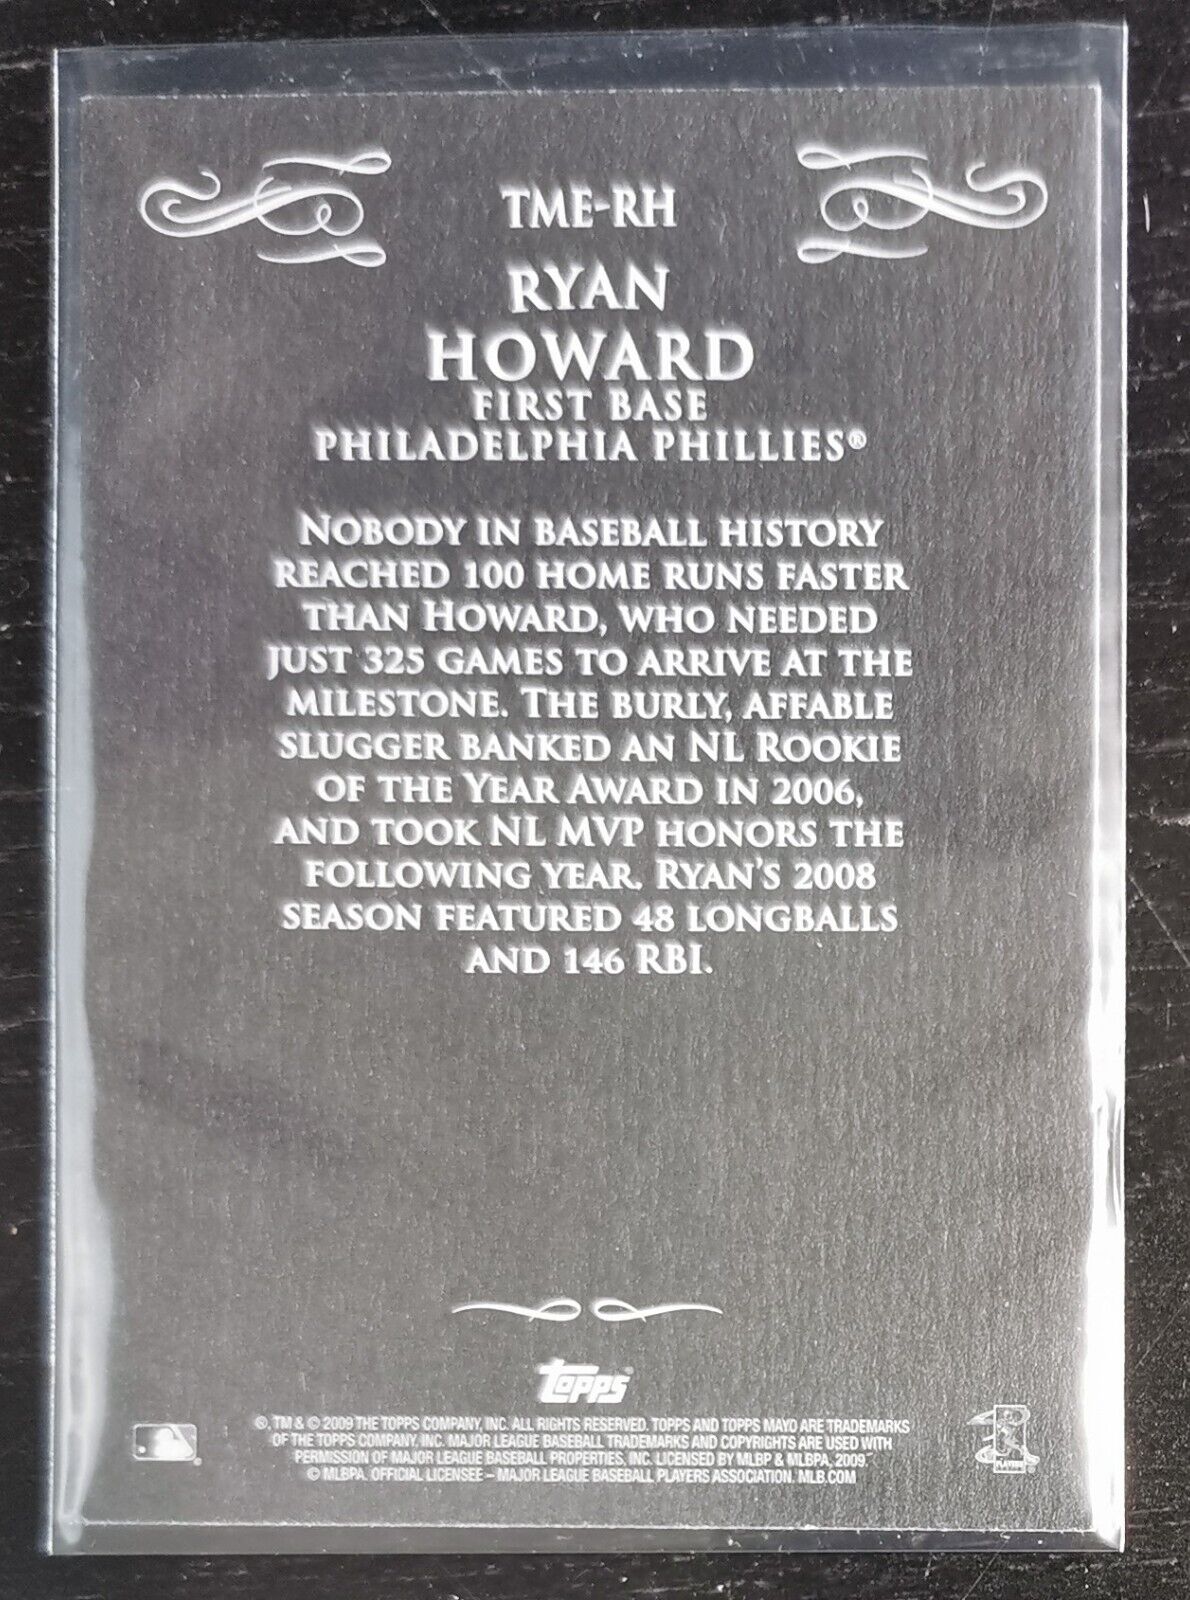 TME-RH
RYAN
HOWARD
FIRST BASE
PHILADELPHIA PHILLIES®
NOBODY IN BASEBALL HISTORY
REACHED 100 HOME RUNS FASTER
THAN HOWARD, WHO NEEDED
JUST 325 GAMES TO ARRIVE AT THE
MILESTONE. THE BURLY, AFFABLE
SLUGGER BANKED AN NL ROOKIE
OF THE YEAR AWARD IN 2006,
AND TOOK NL MVP HONORS THE
FOLLOWING YEAR. RYAN'S 2008
SEASON FEATURED 48 LONGBALLS
AND 146 RBI.
topps
®, TM & © 2009 THE TOPPS COMPANY, INC. ALL RIGHTS RESERVED. TOPPS AND TOPPS MAYO ARE TRADEMARKS
OF THE TOPPS COMPANY, INC. MAJOR LEAGUE BASEBALL TRADEMARKS AND COPYRIGHTS ARE USED WITH
PERMISSION OF MAJOR LEAGUE BASEBALL PROPERTIES, INC. LICENSED BY MLBP & MLBPA, 2009.
© MLBPA. OFFICIAL LICENSEE – MAJOR LEAGUE BASEBALL PLAYERS ASSOCIATION. MLB.COM
PLAYERS